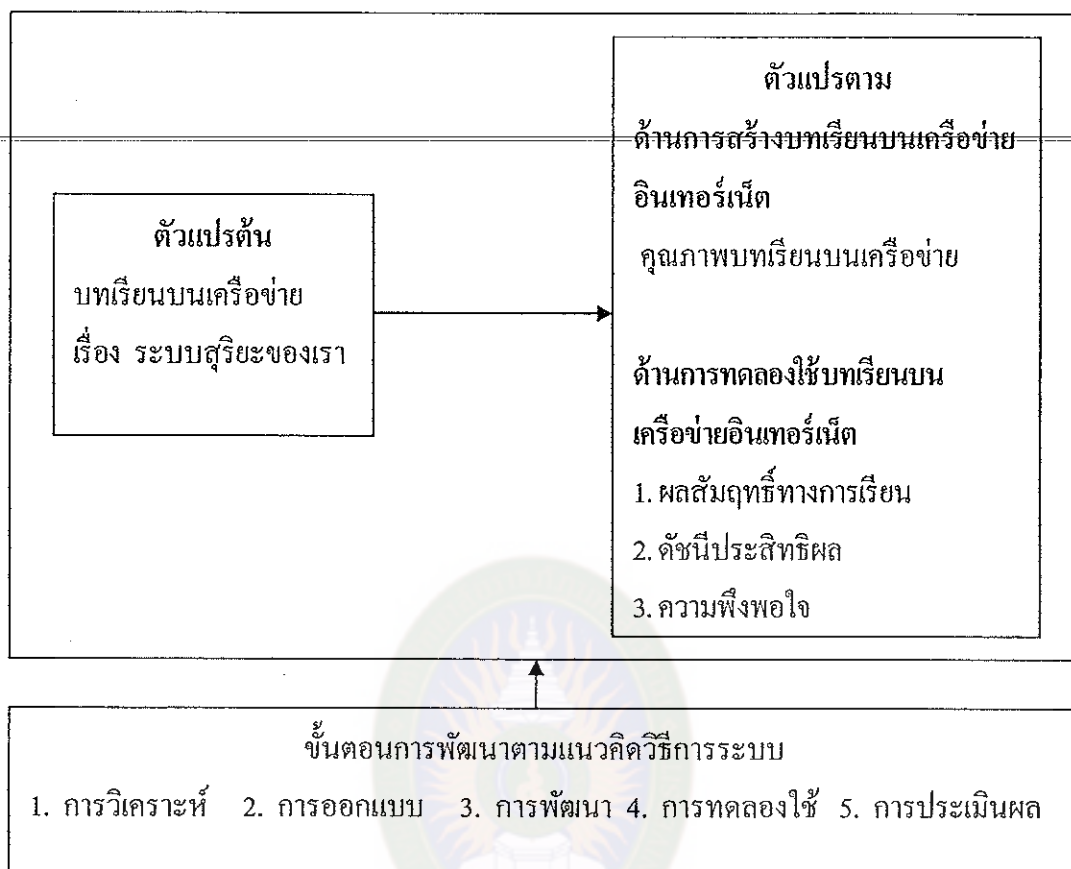 ตัวแปรต้น
บทเรียนบนเครือข่าย
เรื่อง ระบบสุริยะของเรา
ตัวแปรตาม
ด้านการสร้างบทเรียนบนเครือข่าย
อินเทอร์เน็ต
คุณภาพบทเรียนบนเครือข่าย
ด้านการทดลองใช้บทเรียนบน
เครือข่ายอินเทอร์เน็ต
1. ผลสัมฤทธิ์ทางการเรียน
2. ดัชนีประสิทธิผล
3. ความพึงพอใจ
ขั้นตอนการพัฒนาตามแนวคิดวิธีการระบบ
1. การวิเคราะห์ 2. การออกแบบ 3. การพัฒนา 4. การทดลองใช้ 5. การประเมินผล